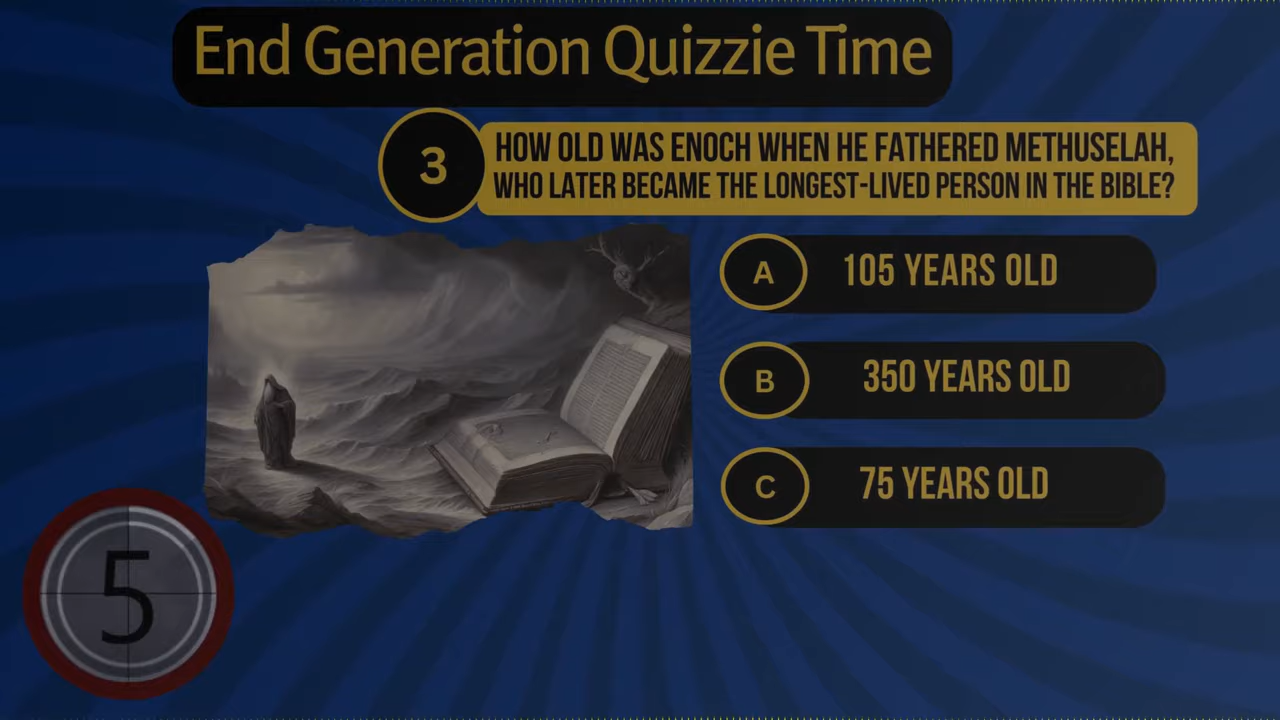 End Generation Quizzie Time
3
HOW OLD WAS ENOCH WHEN HE FATHERED METHUSELAH,
WHO LATER BECAME THE LONGEST-LIVED PERSON IN THE BIBLE?
A
105 YEARS OLD
B
350 YEARS OLD
C
75 YEARS OLD
5